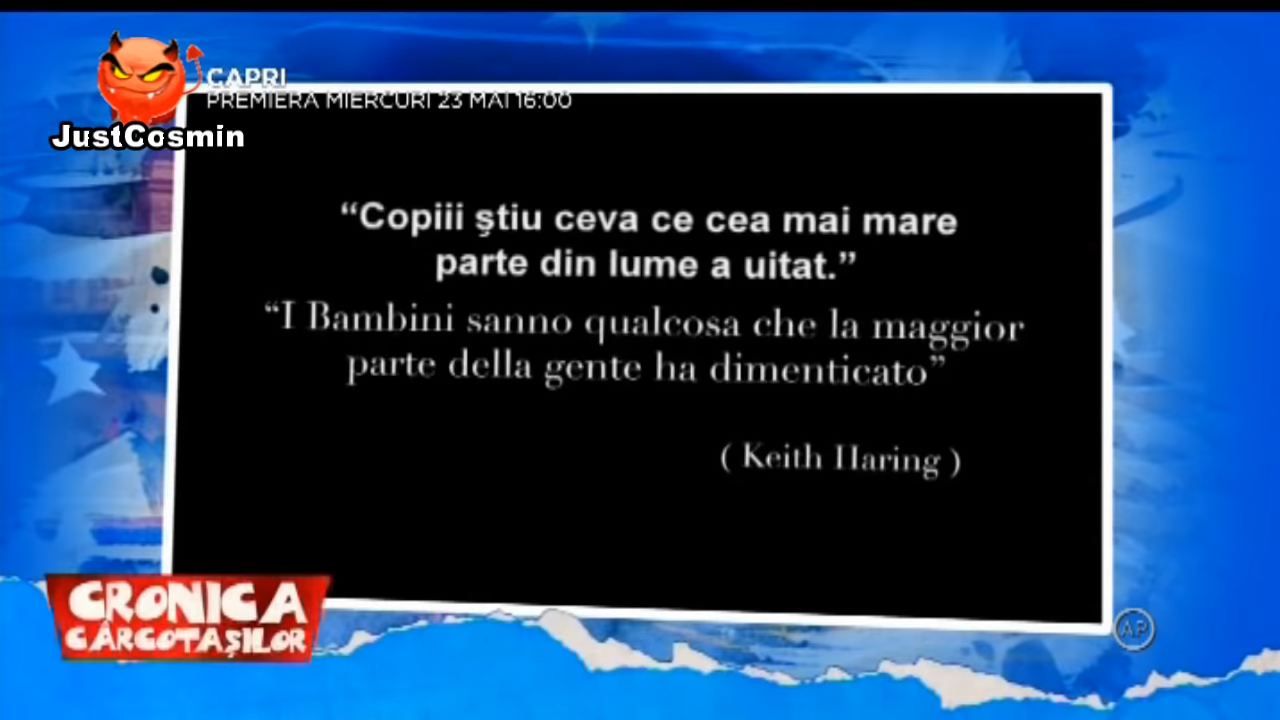 CAPRI
PREMIERA MIERCURI 23 MAI 16:00
JustCosmin
“Copiii ştiu ceva ce cea mai mare
parte din lume a uitat.”
“I Bambini sanno qualcosa che la maggior
parte della gente ha dimenticato”
( Keith Haring )
CRONICA
CÂRCOTAŞILOR
AP